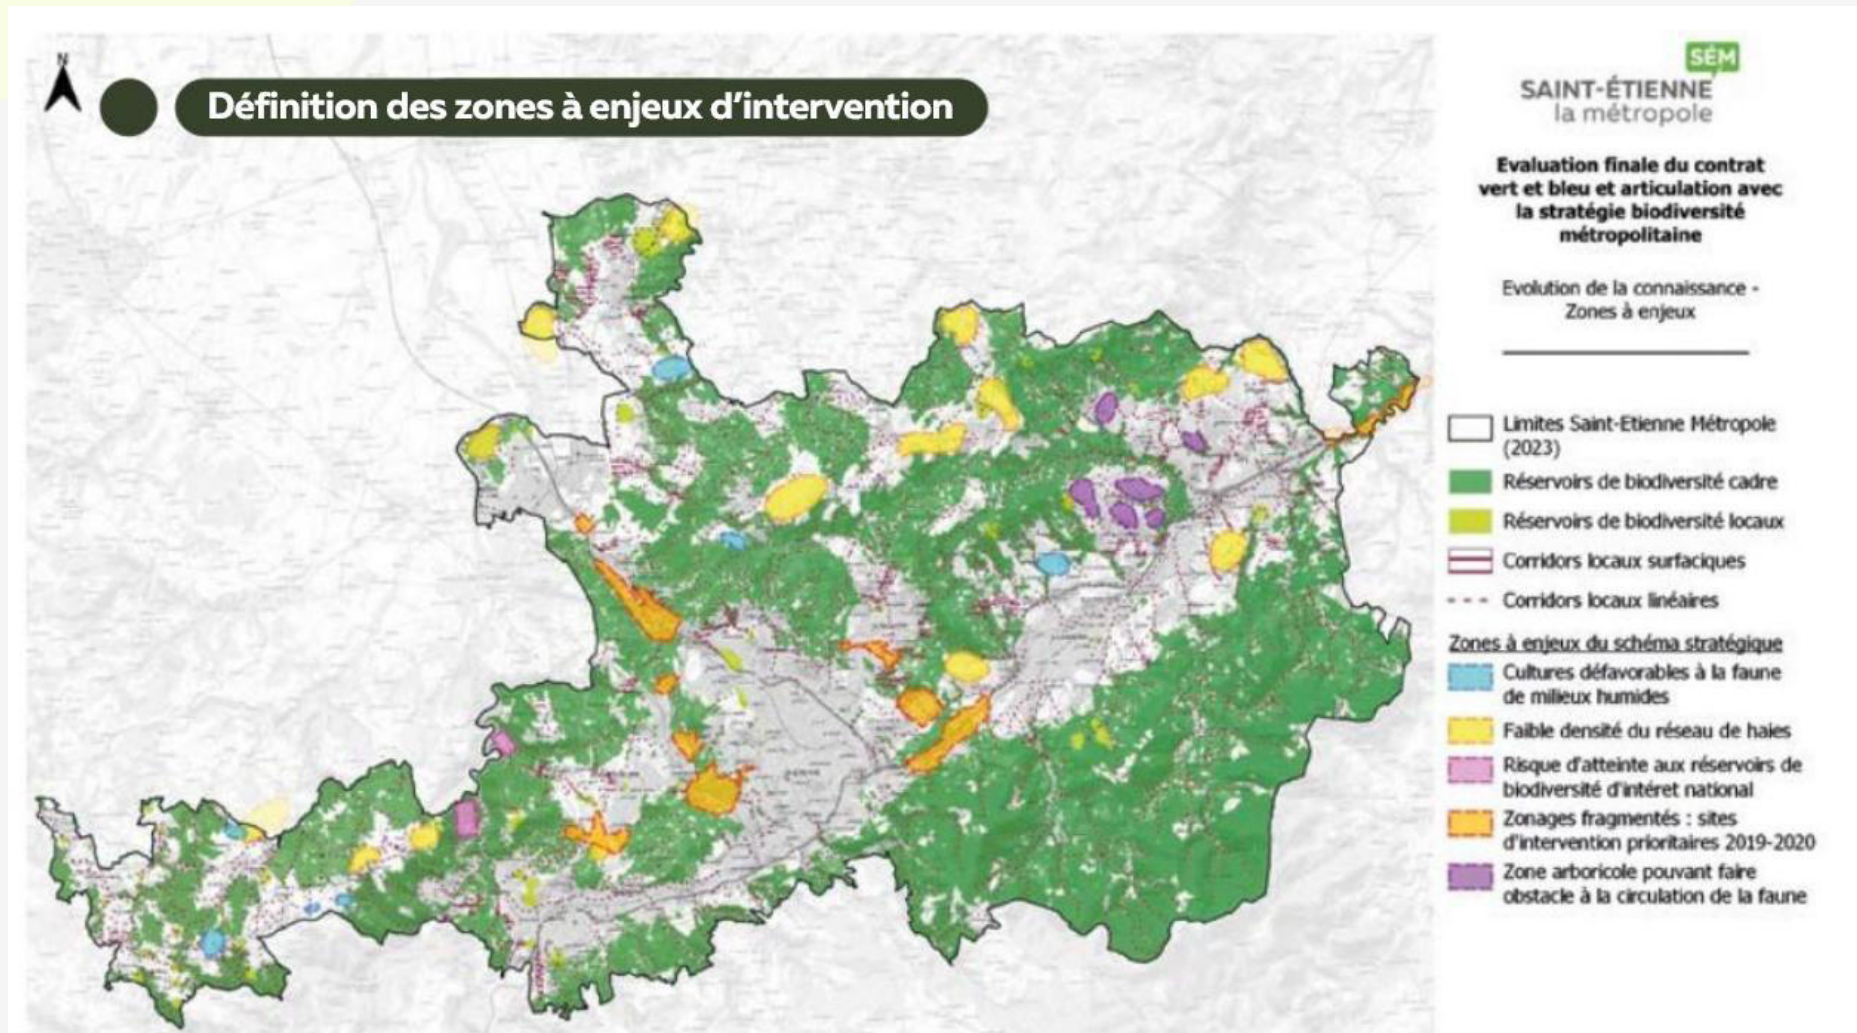 N
Définition des zones à enjeux d'intervention
SÉM
SAINT-ÉTIENNE
la métropole
Evaluation finale du contrat
vert et bleu et articulation avec
la stratégie biodiversité
métropolitaine
Evolution de la connaissance -
Zones à enjeux
Limites Saint-Etienne Métropole
(2023)
Réservoirs de biodiversité cadre
Réservoirs de biodiversité locaux
Corridors locaux surfaciques
Corridors locaux linéaires
Zones à enjeux du schéma stratégique
Cultures défavorables à la faune
de milieux humides
Faible densité du réseau de haies
Risque d'atteinte aux réservoirs de
biodiversité d'intéret national
Zonages fragmentés : sites
d'intervention prioritaires 2019-2020
Zone arboricole pouvant faire
obstacle à la circulation de la faune